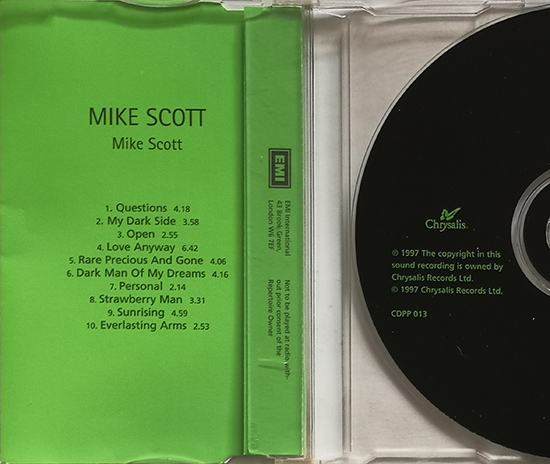 MIKE SCOTT
Mike Scott
1. Questions 4.18
2. My Dark Side 3.58
3. Open 2.55
4. Love Anyway 6.42
5. Rare Precious And Gone 4.06
6. Dark Man Of My Dreams 4.16
7. Personal 2.14
8. Strawberry Man 3.31
9. Sunrising 4.59
10. Everlasting Arms 2.53
EMI
EMI International
43 Brook Green,
London W6 7EF
Not to be played at radio with-
out prior consent of the
Repertoire Owner
Chrysalis.
℗ 1997 The copyright in this
sound recording is owned by
Chrysalis Records Ltd.
© 1997 Chrysalis Records Ltd.
CDPP 013